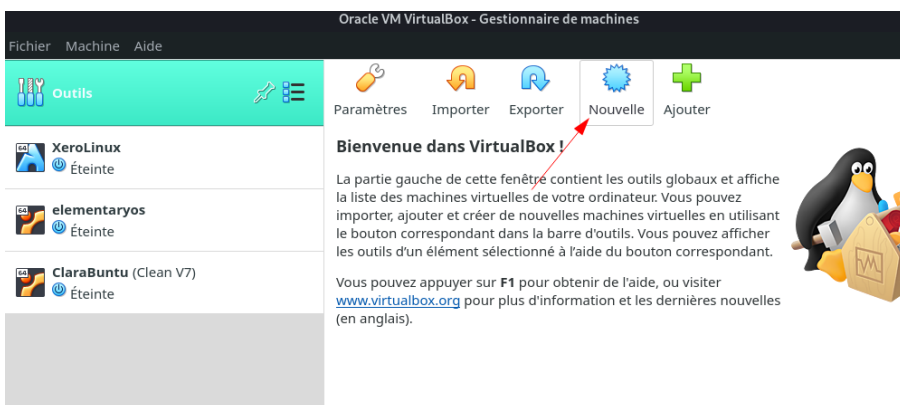 Oracle VM VirtualBox - Gestionnaire de machines
Fichier Machine Aide
Outils
Paramètres Importer Exporter Nouvelle Ajouter
64
XeroLinux
Éteinte
64
elementaryos
Éteinte
64
ClaraBuntu (Clean V7)
Éteinte
Bienvenue dans VirtualBox !
La partie gauche de cette fenêtre contient les outils globaux et affiche
la liste des machines virtuelles de votre ordinateur. Vous pouvez
importer, ajouter et créer de nouvelles machines virtuelles en utilisant
le bouton correspondant dans la barre d'outils. Vous pouvez afficher
les outils d’un élément sélectionné à l’aide du bouton correspondant.
Vous pouvez appuyer sur F1 pour obtenir de l'aide, ou visiter
www.virtualbox.org pour plus d'information et les dernières nouvelles
(en anglais).